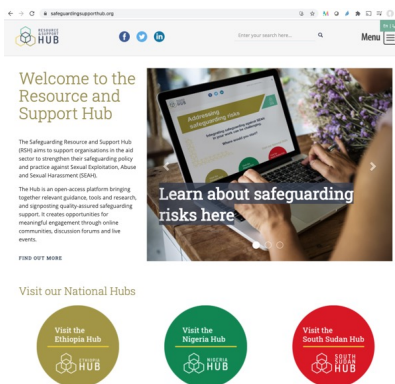 safeguardingsupporthub.org
RESOURCE
& SUPPORT
HUB
Enter your search here...
Menu
Welcome to the
Resource and
Support Hub
The Safeguarding Resource and Support Hub
(RSH) aims to support organisations in the aid
sector to strengthen their safeguarding policy
and practice against Sexual Exploitation, Abuse
and Sexual Harassment (SEAH).
The Hub is an open-access platform bringing
together relevant guidance, tools and research,
and signposting quality-assured safeguarding
support. It creates opportunities for
meaningful engagement through online
communities, discussion forums and live
events.
FIND OUT MORE
Addressing
safeguarding risks
Learn about safeguarding
risks here
Visit our National Hubs
Visit the
Ethiopia Hub
ETHIOPIA
HUB
Visit the
Nigeria Hub
NIGERIA
HUB
Visit the
South Sudan Hub
SOUTH
SUDAN
HUB